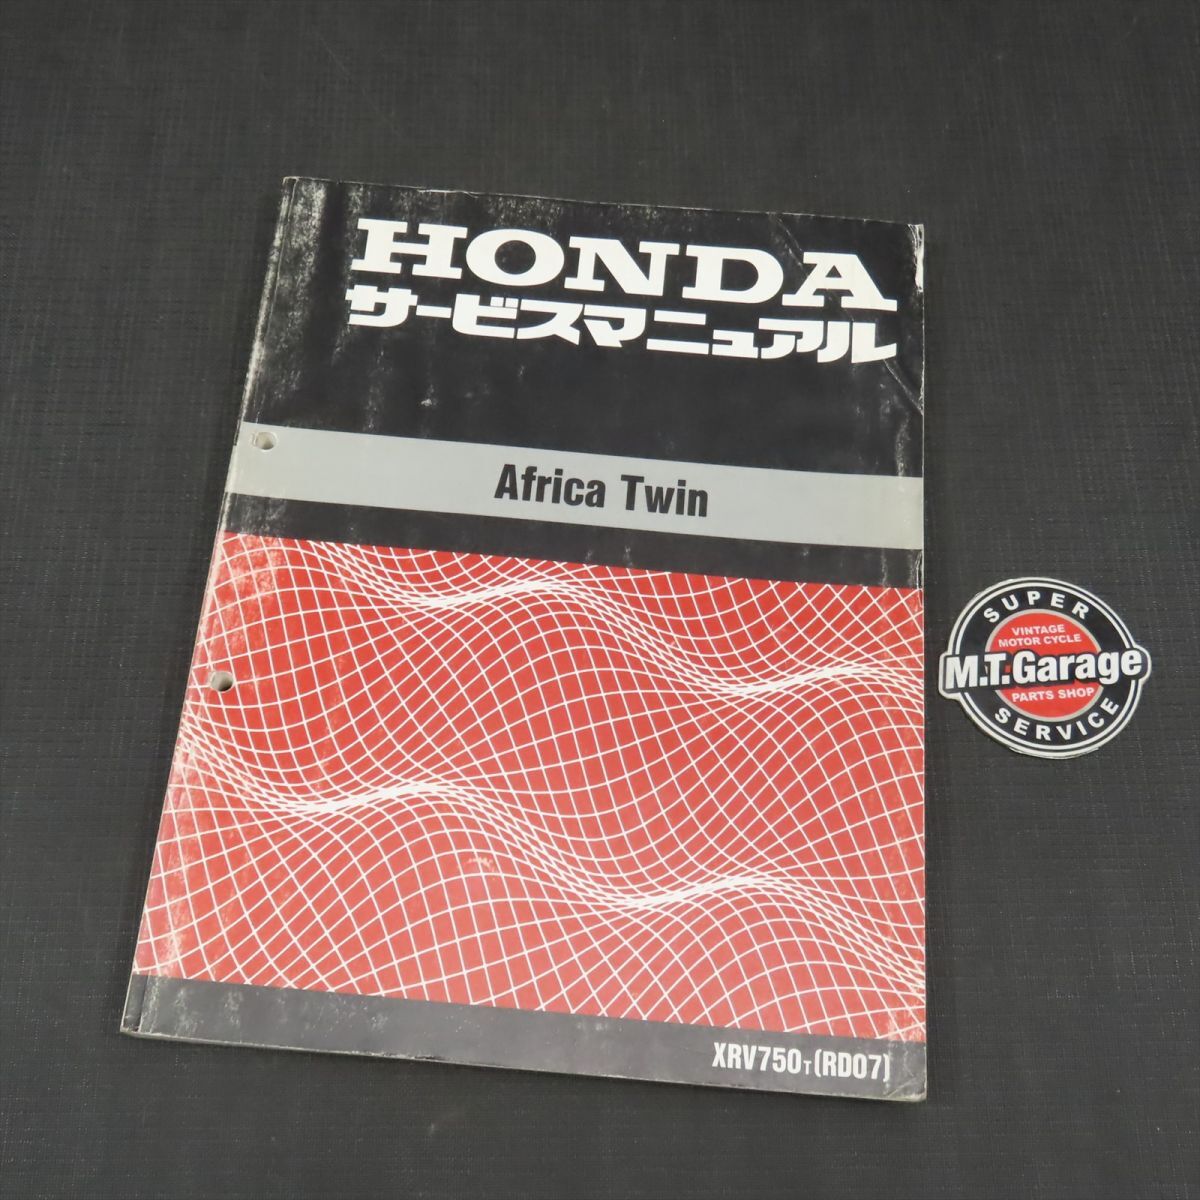 HONDA
サービスマニュアル
Africa Twin
XRV750T (RD07)
SUPER
VINTAGE
MOTOR CYCLE
M.T.Garage
PARTS SHOP
SERVICE